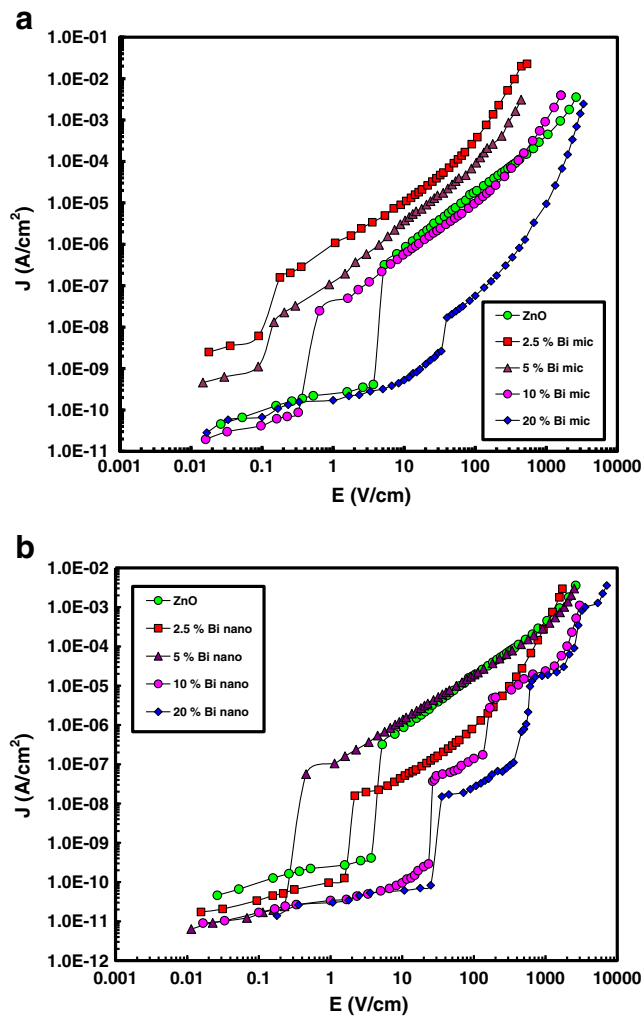 a
J (A/cm²)
1.0E-01
1.0E-02
1.0E-03
1.0E-04
1.0E-05
1.0E-06
1.0E-07
1.0E-08
1.0E-09
1.0E-10
1.0E-11
ZnO
2.5 % Bi mic
5 % Bi mic
10 % Bi mic
20 % Bi mic
0.001 0.01 0.1 1 10 100 1000 10000
E (V/cm)
b
J (A/cm²)
1.0E-02
1.0E-03
1.0E-04
1.0E-05
1.0E-06
1.0E-07
1.0E-08
1.0E-09
1.0E-10
1.0E-11
1.0E-12
ZnO
2.5 % Bi nano
5 % Bi nano
10 % Bi nano
20 % Bi nano
0.001 0.01 0.1 1 10 100 1000 10000
E (V/cm)